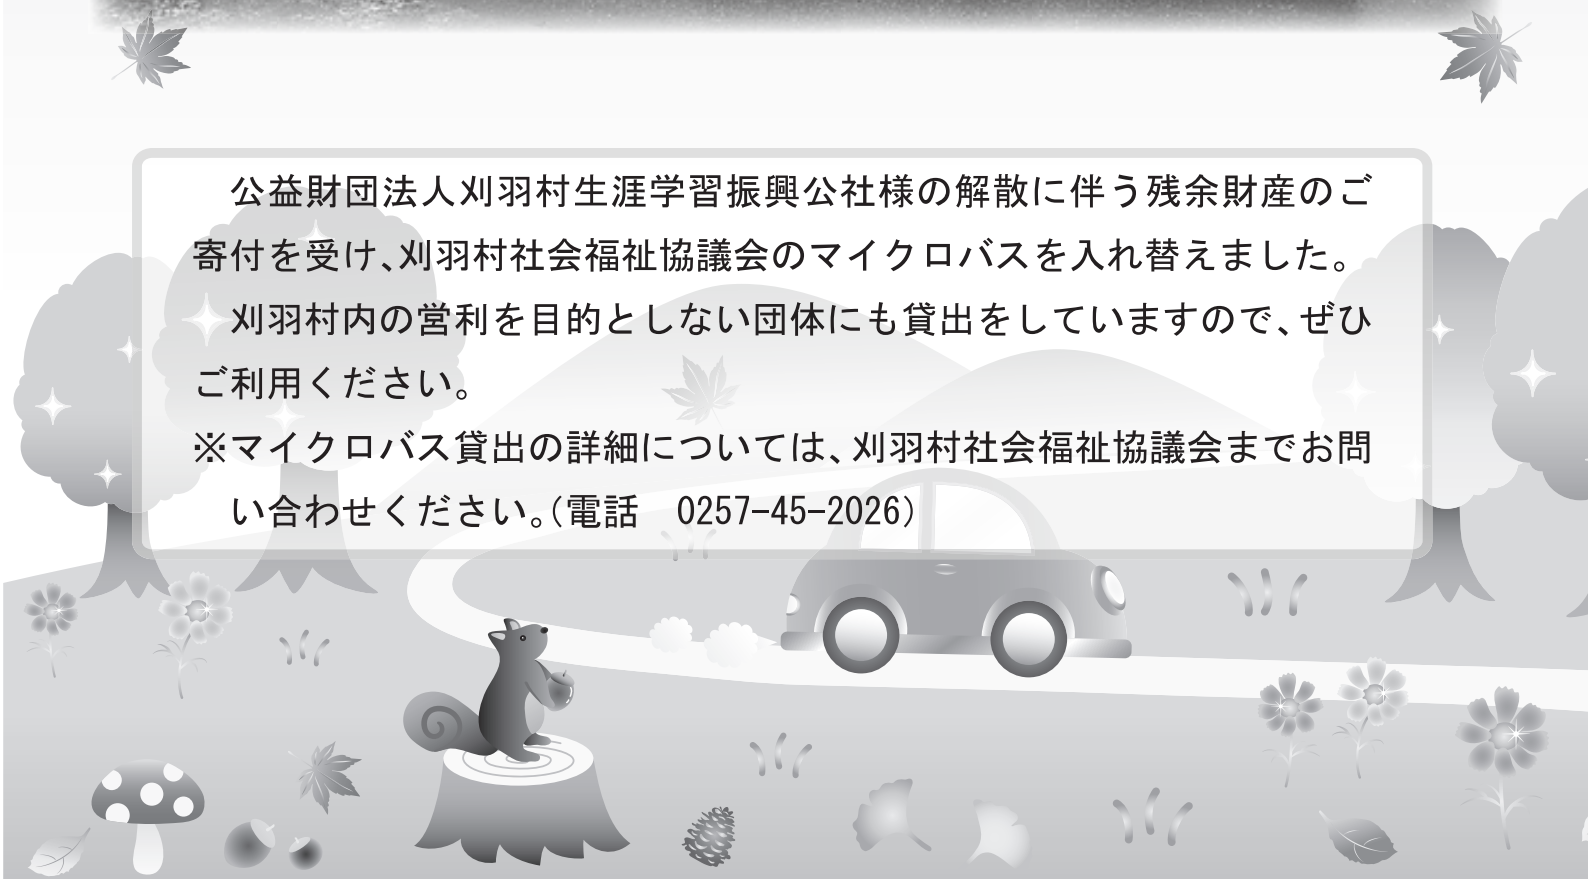 公益財団法人刈羽村生涯学習振興公社様の解散に伴う残余財産のご
寄付を受け、刈羽村社会福祉協議会のマイクロバスを入れ替えました。
　刈羽村内の営利を目的としない団体にも貸出をしていますので、ぜひ
ご利用ください。
※マイクロバス貸出の詳細については、刈羽村社会福祉協議会までお問
　い合わせください。（電話　0257−45−2026）